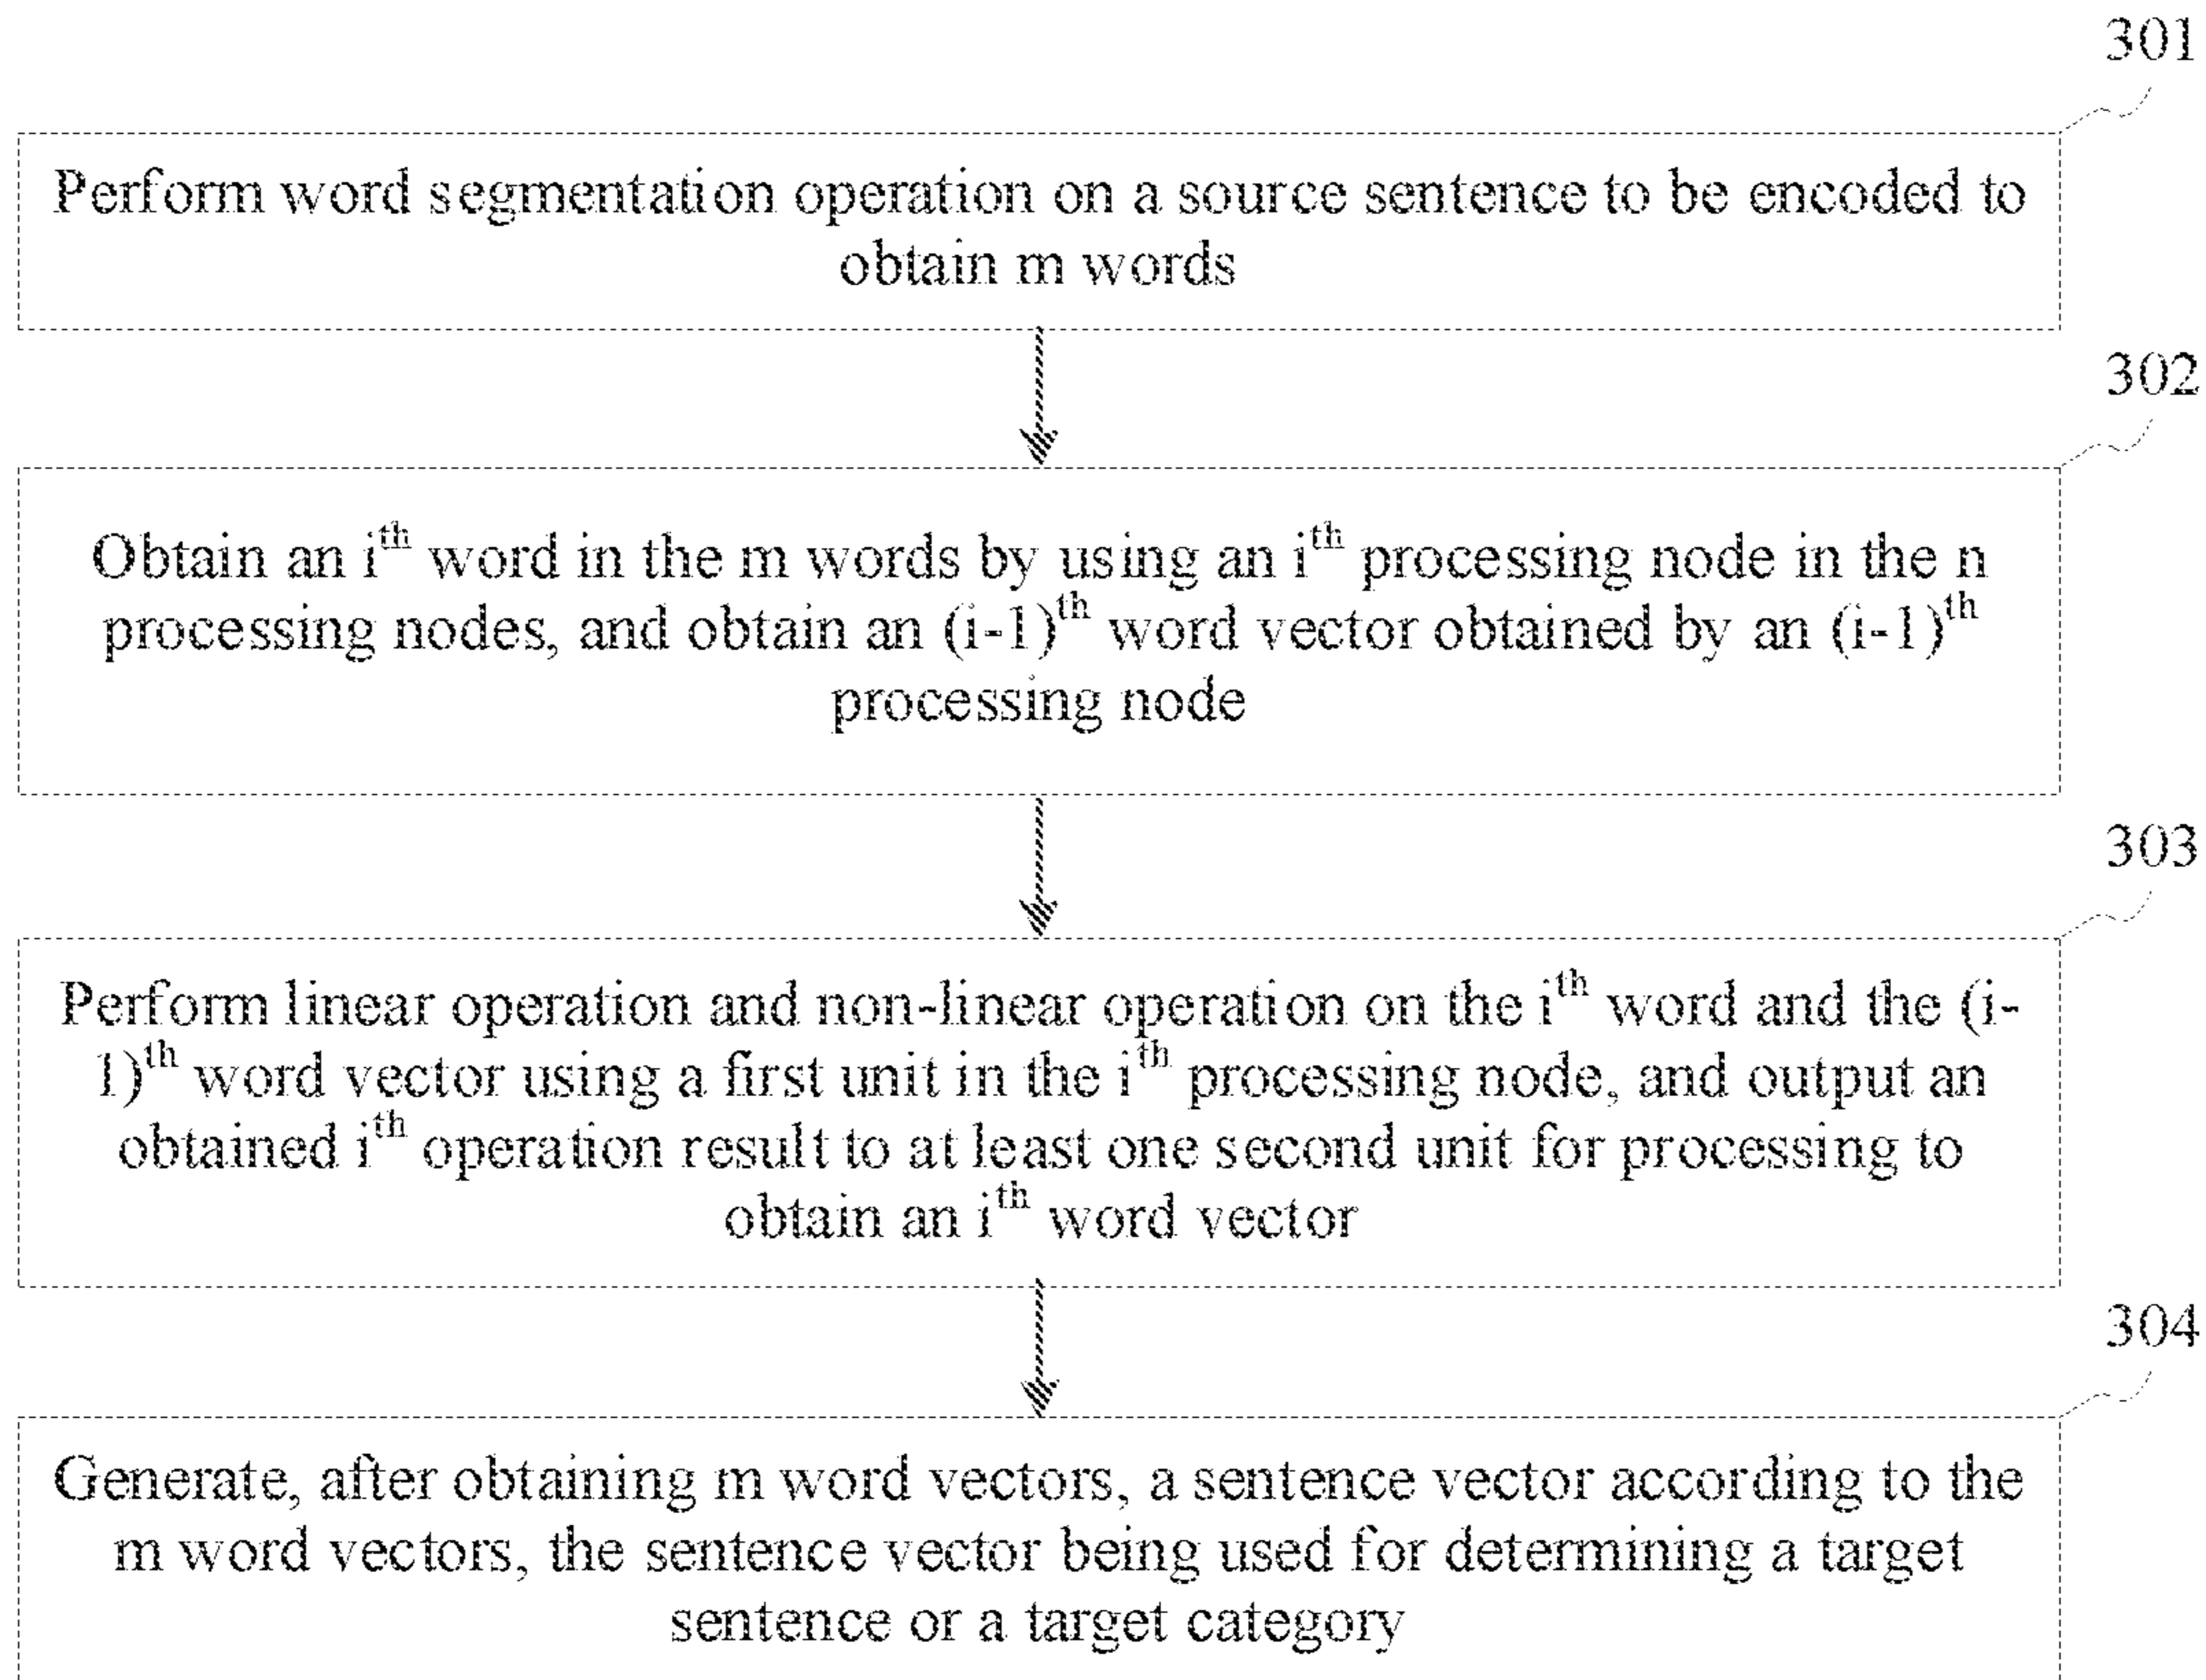 301
Perform word segmentation operation on a source sentence to be encoded to
obtain m words
302
Obtain an iᵗʰ word in the m words by using an iᵗʰ processing node in the n
processing nodes, and obtain an (i-1)ᵗʰ word vector obtained by an (i-1)ᵗʰ
processing node
303
Perform linear operation and non-linear operation on the iᵗʰ word and the (i-
1)ᵗʰ word vector using a first unit in the iᵗʰ processing node, and output an
obtained iᵗʰ operation result to at least one second unit for processing to
obtain an iᵗʰ word vector
304
Generate, after obtaining m word vectors, a sentence vector according to the
m word vectors, the sentence vector being used for determining a target
sentence or a target category